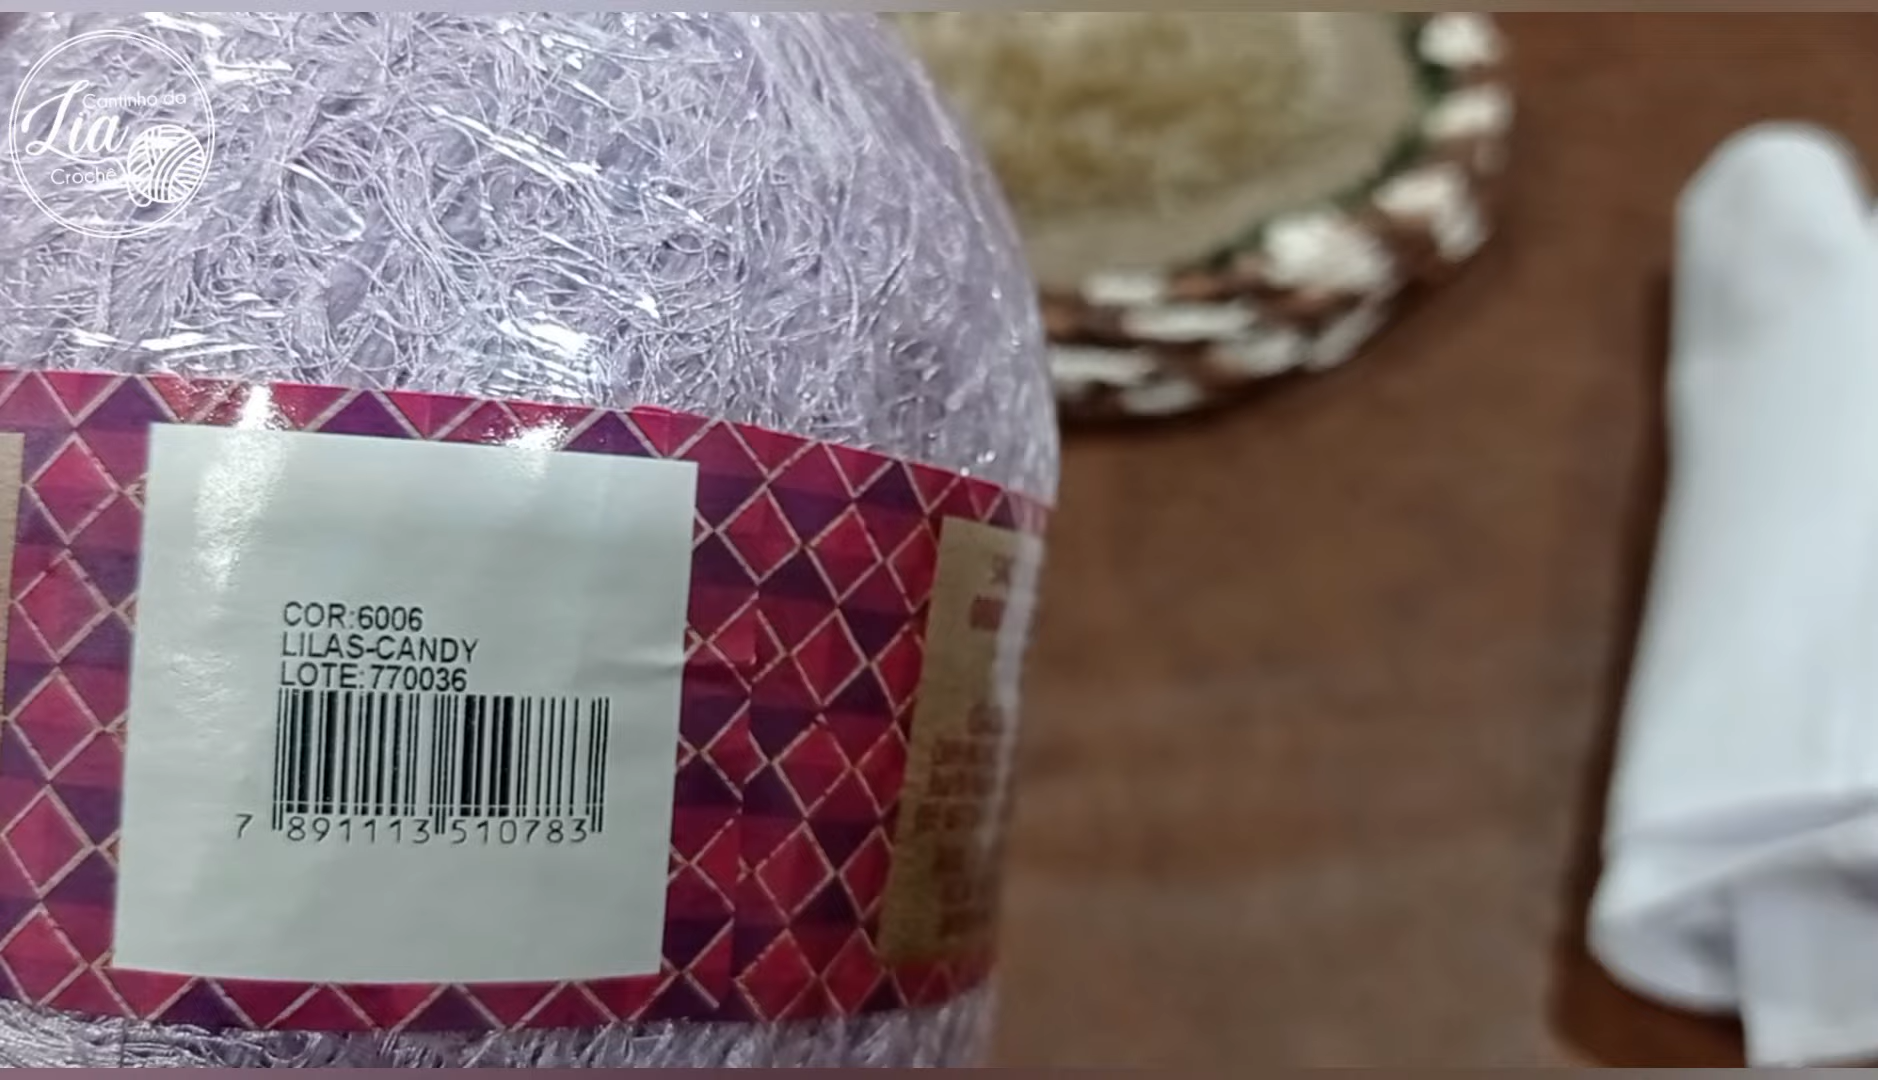 Cantinho da
Lia
Crochê
COR:6006
LILAS-CANDY
LOTE:770036
7 891113 510783